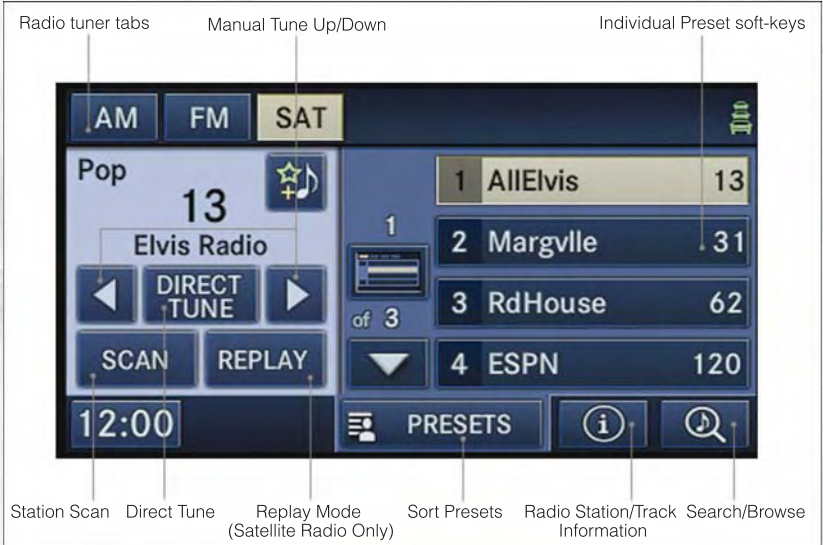 Radio tuner tabs
Manual Tune Up/Down
Individual Preset soft-keys
AM
FM
SAT
Pop
13
Elvis Radio
DIRECT
TUNE
SCAN
REPLAY
12:00
1
of 3
1 AllElvis 13
2 Margvlle 31
3 RdHouse 62
4 ESPN 120
PRESETS
i
Station Scan
Direct Tune
Replay Mode
(Satellite Radio Only)
Sort Presets
Radio Station/Track
Information
Search/Browse